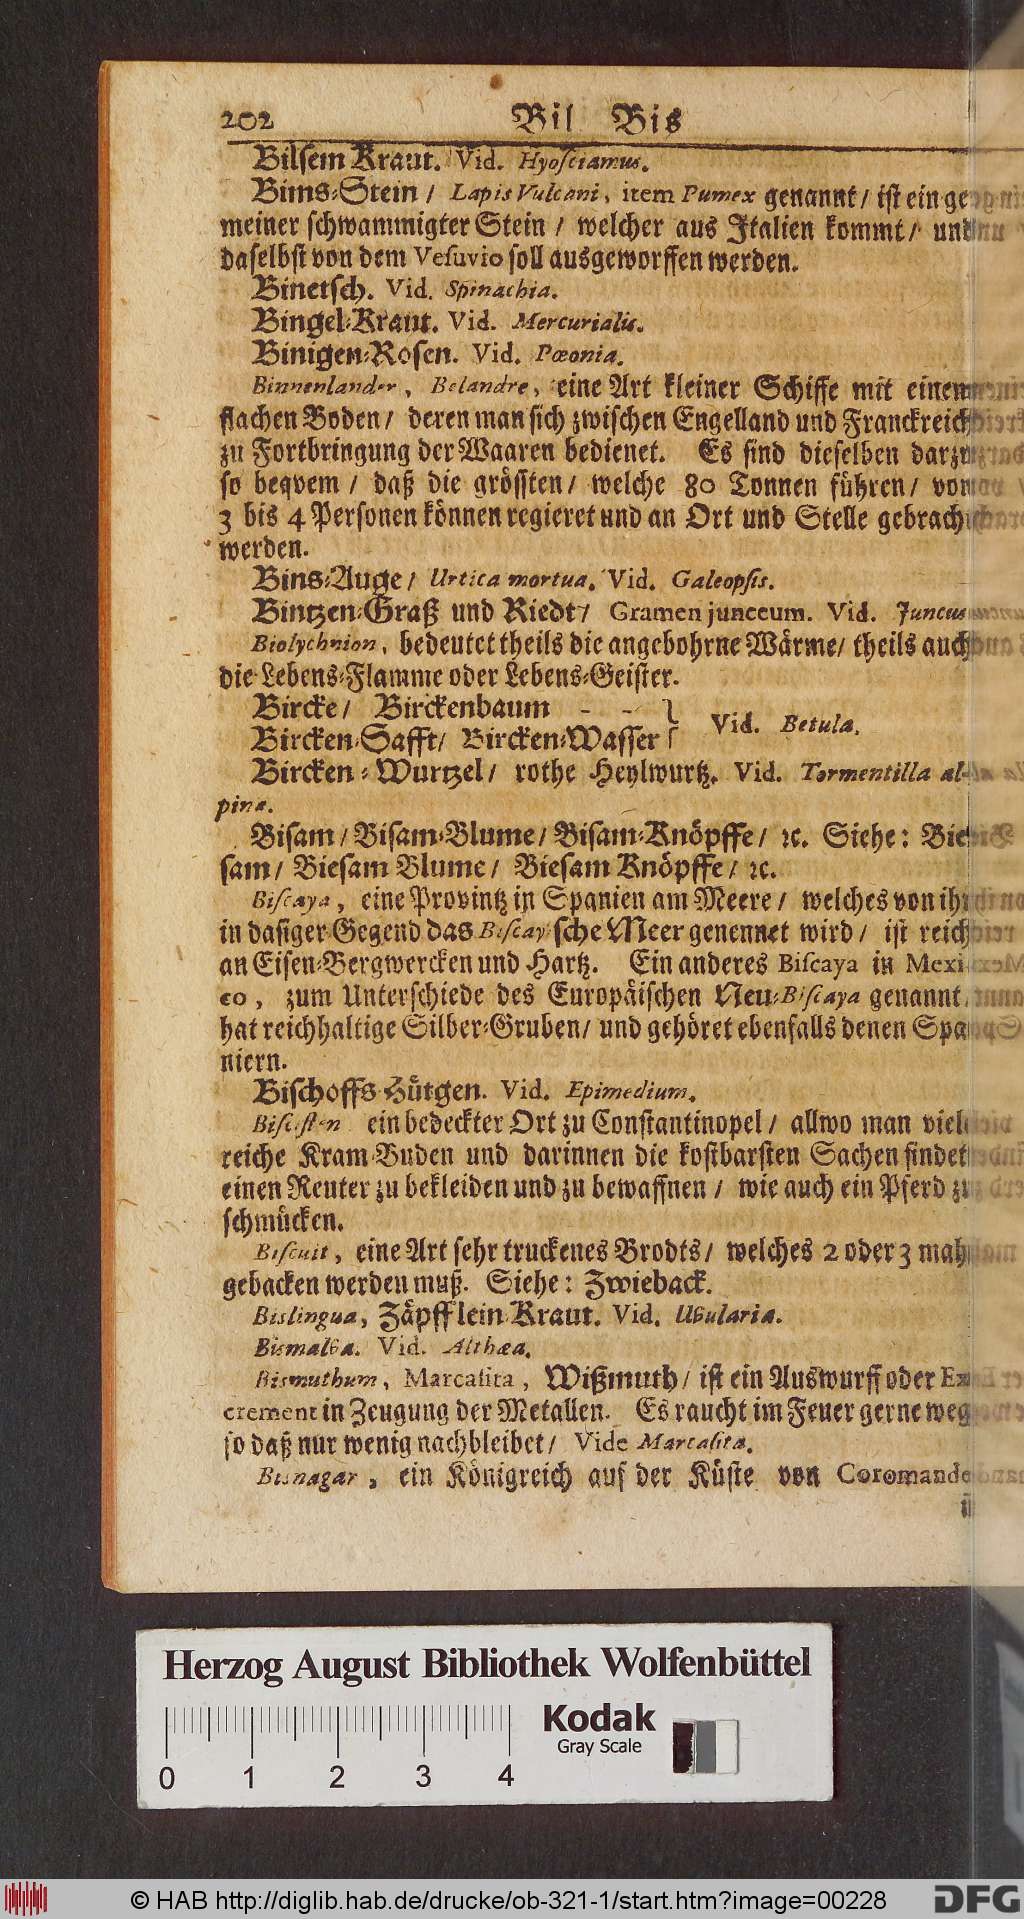 202 Bil Bis
Bilsem Kraut. Vid. Hyosciamus.
Bims-Stein / Lapis Vulcani, item Pumex genannt / ist ein ge
meiner schwammigter Stein / welcher aus Italien kommt / und
daselbst von dem Vesuvio soll ausgeworffen werden.
Binetsch. Vid. Spinachia.
Bingel-Kraut. Vid. Mercurialis.
Binigen-Rosen. Vid. Pœonia.
Binnenlander, Belandre, eine Art kleiner Schiffe mit einem
flachen Boden / deren man sich zwischen Engelland und Franckreich
zu Fortbringung der Waaren bedienet. Es sind dieselben darzu
so beqvem / daß die grössten / welche 80 Tonnen führen / von
3 bis 4 Personen können regieret und an Ort und Stelle gebrach
werden.
Bins-Auge / Urtica mortua. Vid. Galeopsis.
Bintzen-Graß und Riedt / Gramen junceum. Vid. Juncus
Biolychnion, bedeutet theils die angebohrne Wärme / theils auch
die Lebens-Flamme oder Lebens-Geister.
Bircke / Birckenbaum - - } Vid. Betula.
Bircken-Safft / Bircken-Wasser
Bircken-Wurtzel / rothe Heylwurtz. Vid. Tormentilla al-
pina.
Bisam / Bisam-Blume / Bisam-Knöpffe / ꝛc. Siehe: Bie
sam / Biesam Blume / Biesam Knöpffe / ꝛc.
Biscaya, eine Provintz in Spanien am Meere / welches von ihr
in dasiger Gegend das Biscay-sche Meer genennet wird / ist reich
an Eisen-Bergwercken und Hartz. Ein anderes Biscaya in Mexi
co, zum Unterschiede des Europäischen Neu-Biscaya genannt,
hat reichhaltige Silber-Gruben / und gehöret ebenfalls denen Spa
niern.
Bischoffs-Hütgen. Vid. Epimedium.
Biscesten ein bedeckter Ort zu Constantinopel / allwo man viel
reiche Kram-Buden und darinnen die kostbarsten Sachen findet
einen Reuter zu bekleiden und zu bewaffnen / wie auch ein Pferd zu
schmücken.
Biscuit, eine Art sehr truckenes Brodts / welches 2 oder 3 mahl
gebacken werden muß. Siehe: Zwieback.
Bislingua, Zäpfflein-Kraut. Vid. Uvularia.
Bismalva. Vid. Althæa.
Bismuthum, Marcasita, Wißmuth / ist ein Auswurff oder Ex
crement in Zeugung der Metallen. Es raucht im Feuer gerne weg
so daß nur wenig nachbleibet / Vide Marcasita.
Bisnagar, ein Königreich auf der Küste von Coromande
Herzog August Bibliothek Wolfenbüttel
Kodak
Gray Scale
0 1 2 3 4
© HAB http://diglib.hab.de/drucke/ob-321-1/start.htm?image=00228
DFG